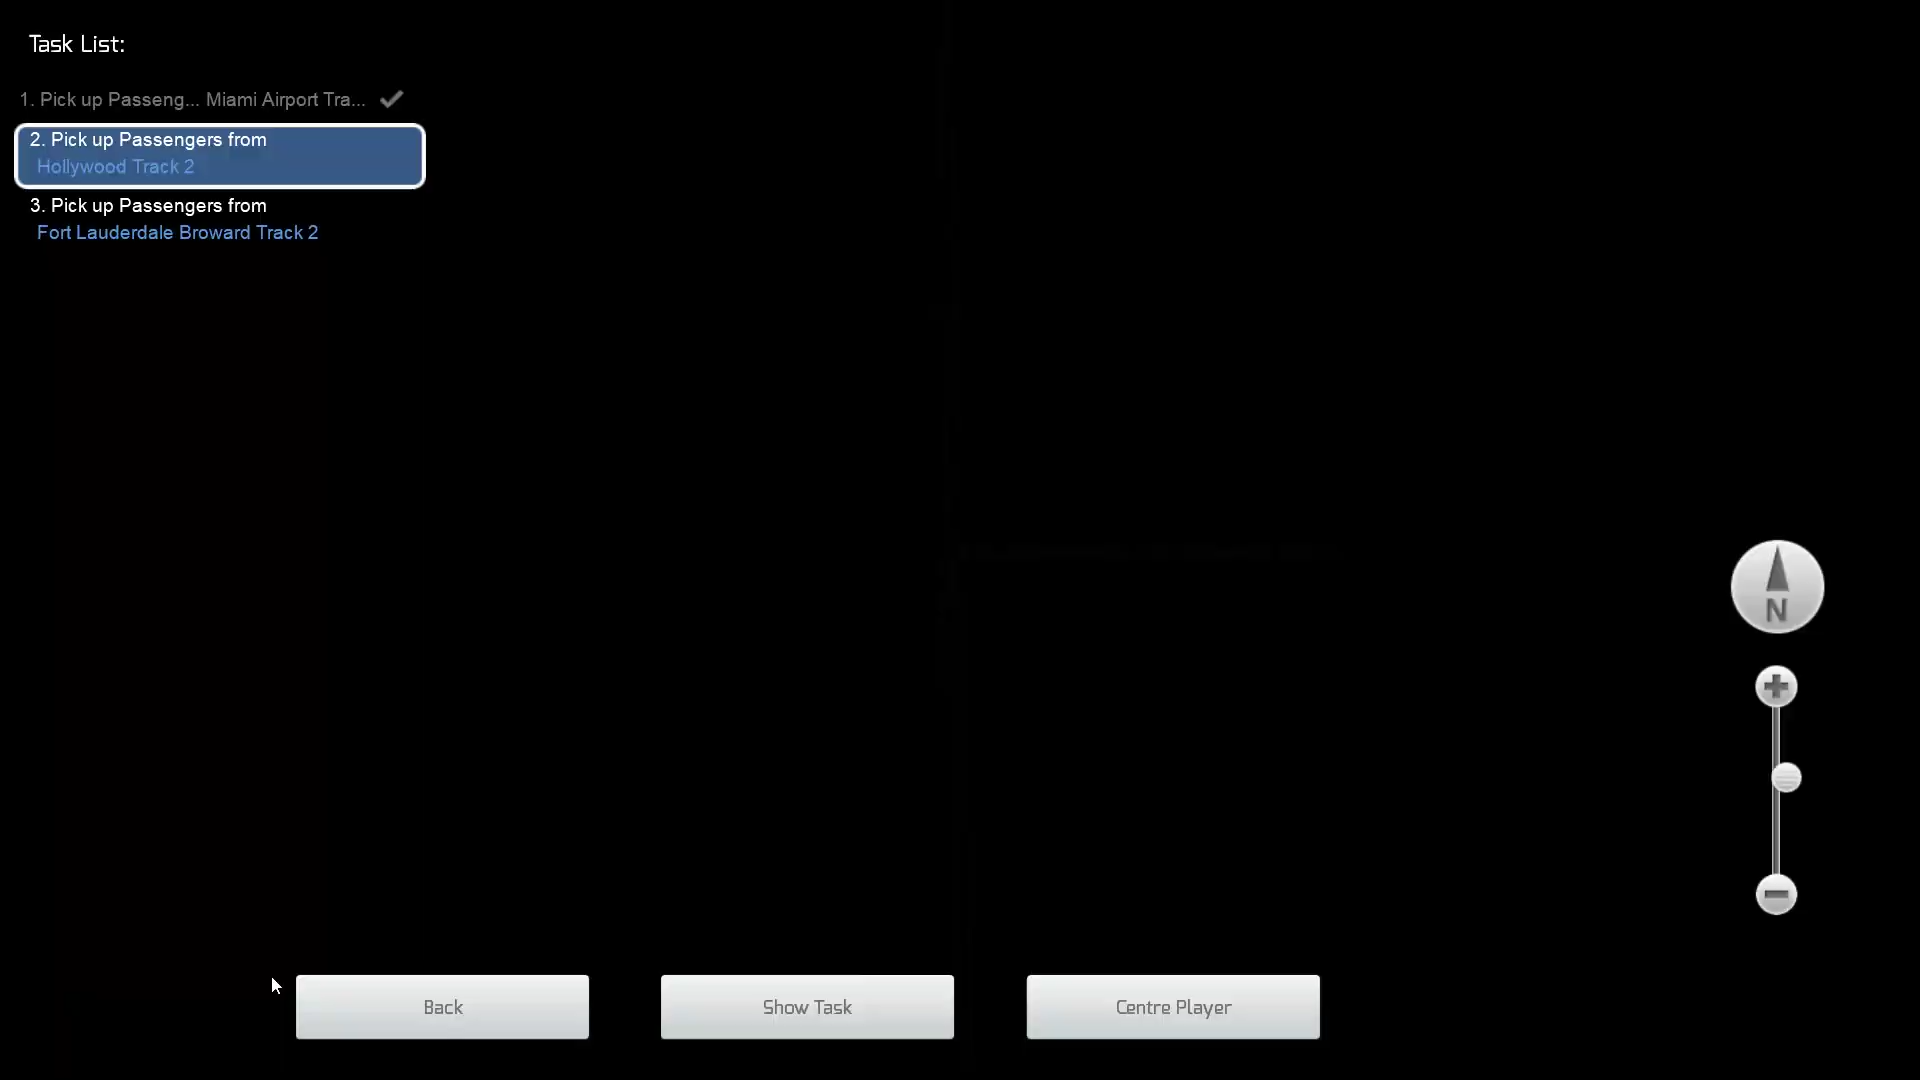 Task List:
1. Pick up Passeng... Miami Airport Tra...
2. Pick up Passengers from
Hollywood Track 2
3. Pick up Passengers from
Fort Lauderdale Broward Track 2
N
Back
Show Task
Centre Player